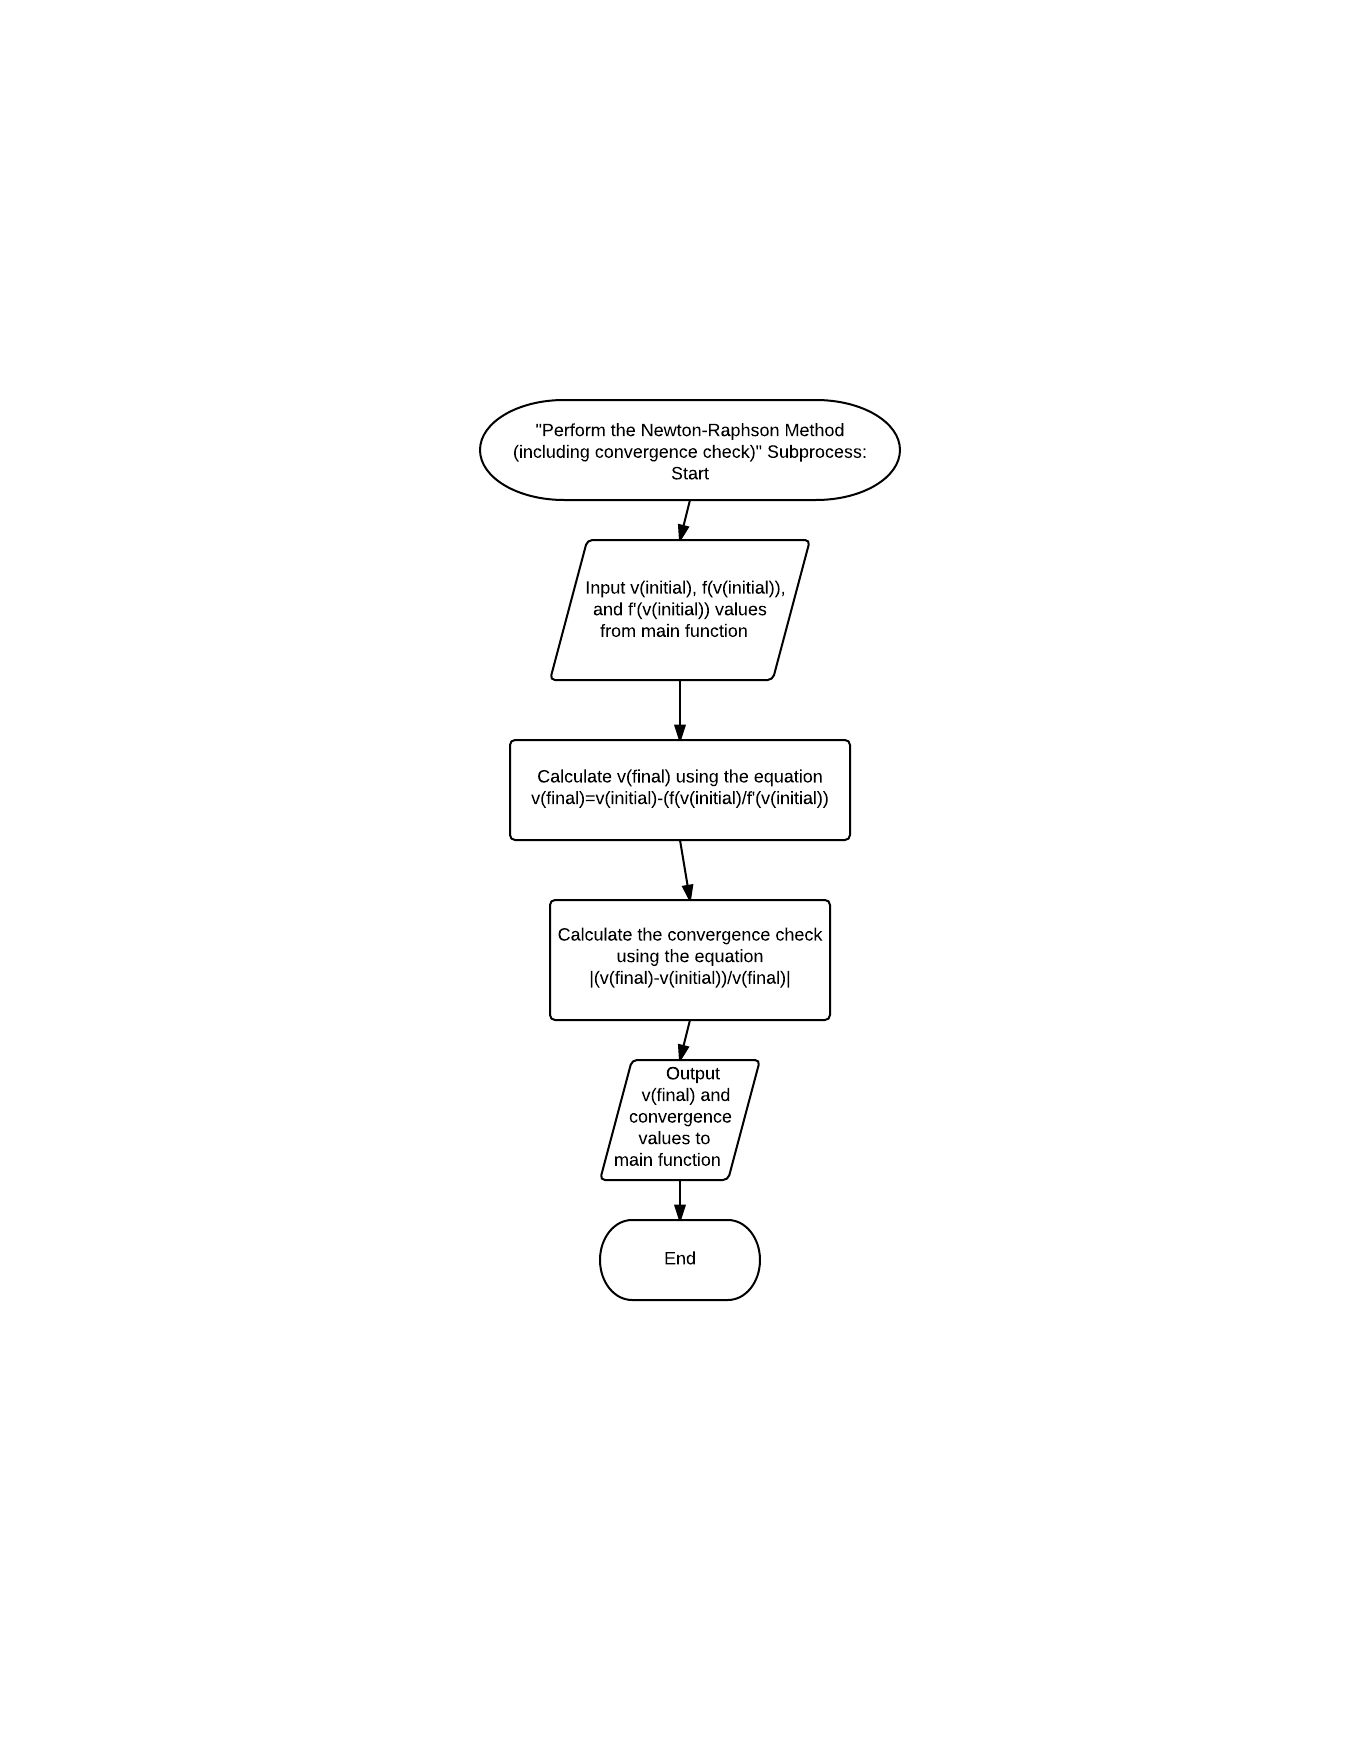 "Perform the Newton-Raphson Method
(including convergence check)" Subprocess:
Start
Input v(initial), f(v(initial)),
and f'(v(initial)) values
from main function
Calculate v(final) using the equation
v(final)=v(initial)-(f(v(initial)/f'(v(initial))
Calculate the convergence check
using the equation
|(v(final)-v(initial))/v(final)|
Output
v(final) and
convergence
values to
main function
End